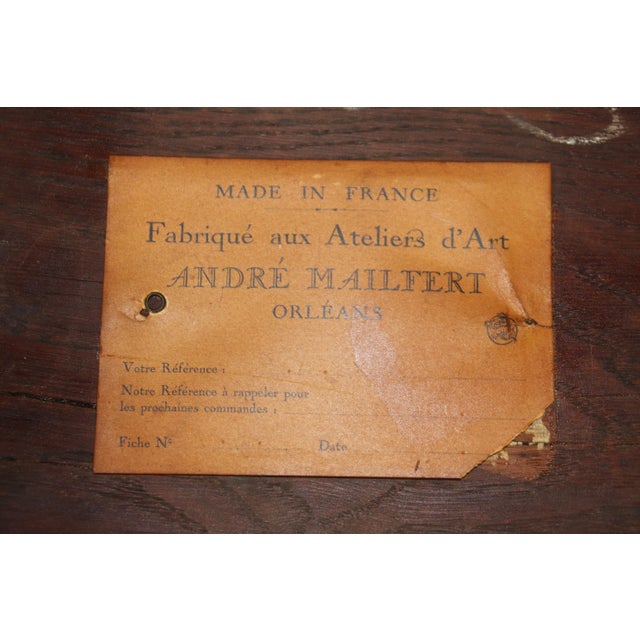 MADE IN FRANCE
Fabriqué aux Ateliers d'Art
ANDRÉ MAILFERT
ORLÉANS
Votre Référence :
Notre Référence à rappeler pour
les prochaines commandes :
Fiche Nº
Date